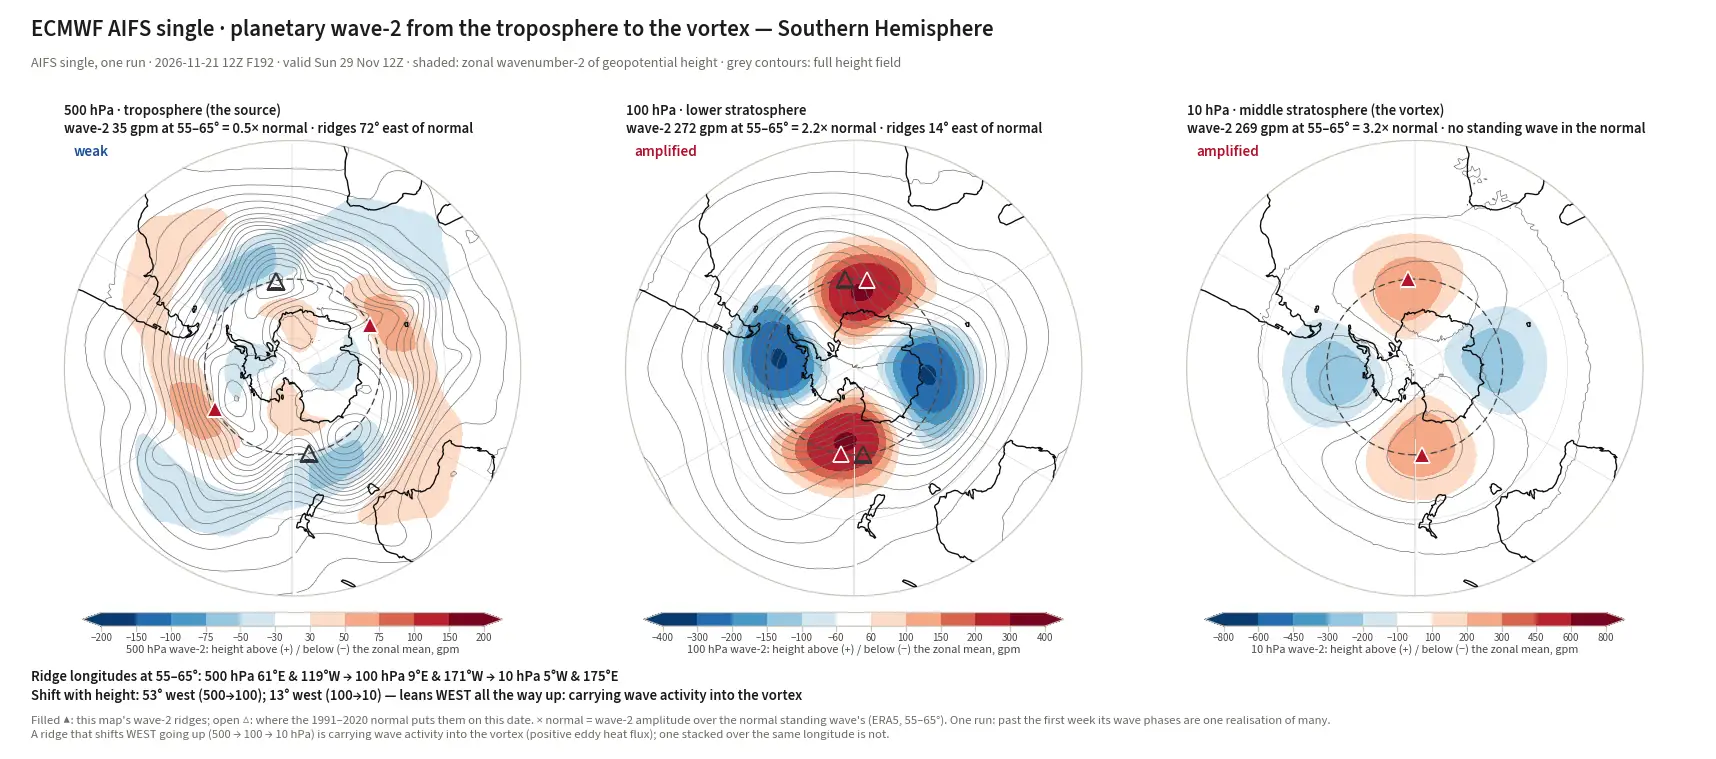 ECMWF AIFS single · planetary wave-2 from the troposphere to the vortex — Southern Hemisphere
AIFS single, one run · 2026-11-21 12Z F192 · valid Sun 29 Nov 12Z · shaded: zonal wavenumber-2 of geopotential height · grey contours: full height field
500 hPa · troposphere (the source)
wave-2 35 gpm at 55–65° = 0.5× normal · ridges 72° east of normal
weak
100 hPa · lower stratosphere
wave-2 272 gpm at 55–65° = 2.2× normal · ridges 14° east of normal
amplified
10 hPa · middle stratosphere (the vortex)
wave-2 269 gpm at 55–65° = 3.2× normal · no standing wave in the normal
amplified
−200 −150 −100 −75 −50 −30 30 50 75 100 150 200
500 hPa wave-2: height above (+) / below (−) the zonal mean, gpm
−400 −300 −200 −150 −100 −60 60 100 150 200 300 400
100 hPa wave-2: height above (+) / below (−) the zonal mean, gpm
−800 −600 −450 −300 −200 −100 100 200 300 450 600 800
10 hPa wave-2: height above (+) / below (−) the zonal mean, gpm
Ridge longitudes at 55–65°: 500 hPa 61°E & 119°W → 100 hPa 9°E & 171°W → 10 hPa 5°W & 175°E
Shift with height: 53° west (500→100); 13° west (100→10) — leans WEST all the way up: carrying wave activity into the vortex
Filled ▲: this map's wave-2 ridges; open △: where the 1991–2020 normal puts them on this date. × normal = wave-2 amplitude over the normal standing wave's (ERA5, 55–65°). One run: past the first week its wave phases are one realisation of many.
A ridge that shifts WEST going up (500 → 100 → 10 hPa) is carrying wave activity into the vortex (positive eddy heat flux); one stacked over the same longitude is not.